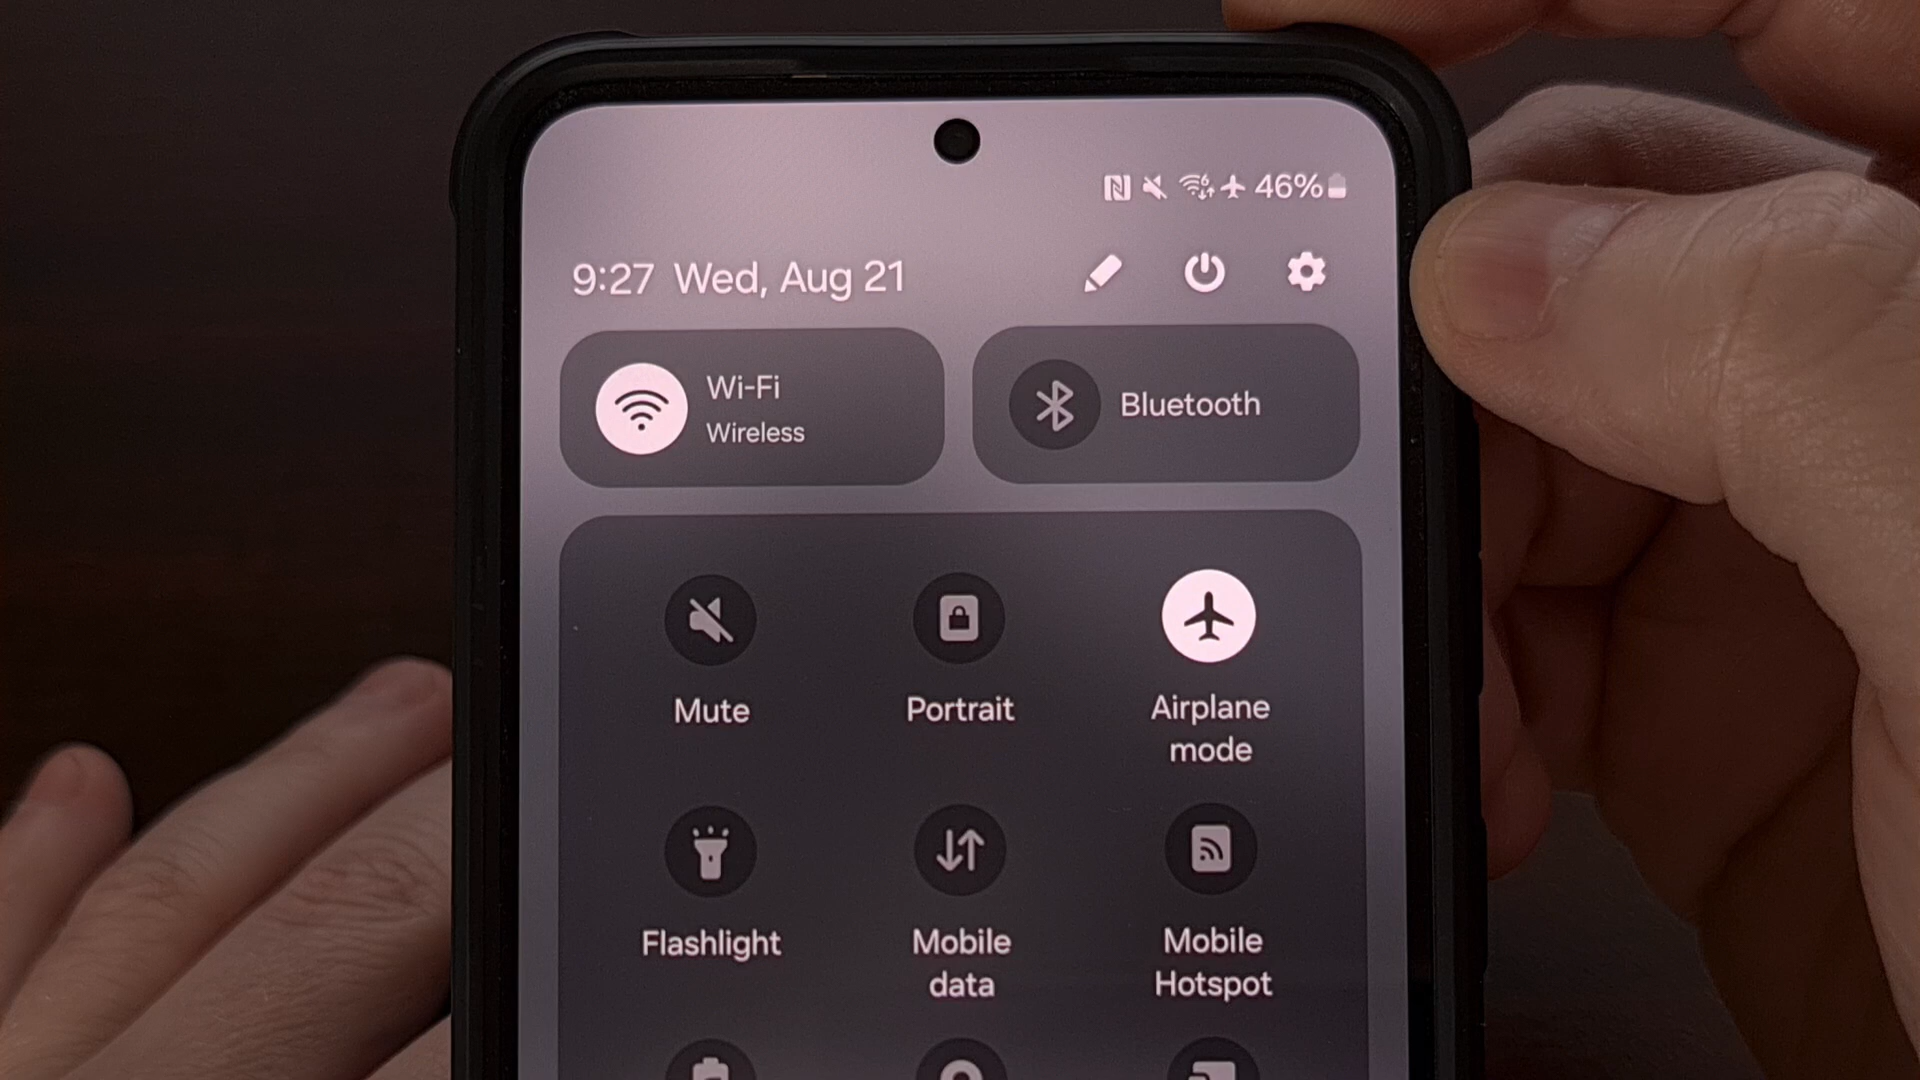 46%
9:27 Wed, Aug 21
Wi-Fi
Wireless
Bluetooth
Mute
Portrait
Airplane
mode
Flashlight
Mobile
data
Mobile
Hotspot